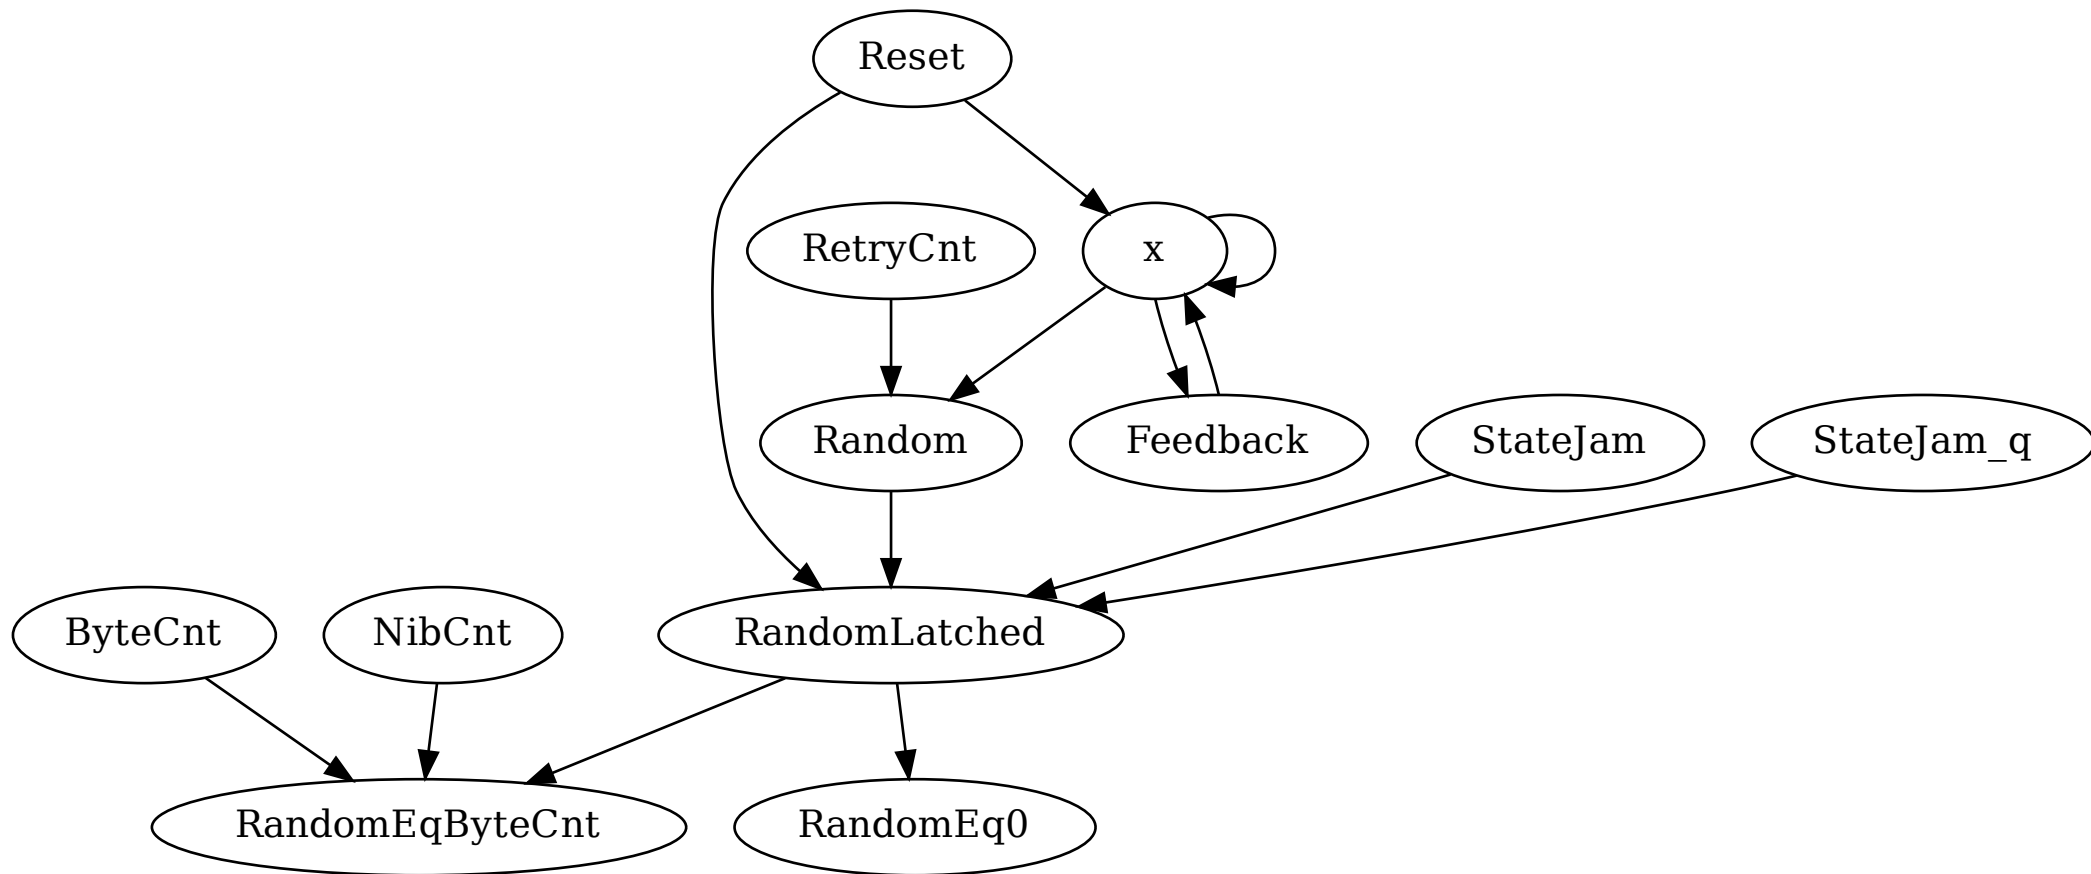 Reset
RetryCnt
x
Random
Feedback
StateJam
StateJam_q
ByteCnt
NibCnt
RandomLatched
RandomEqByteCnt
RandomEq0